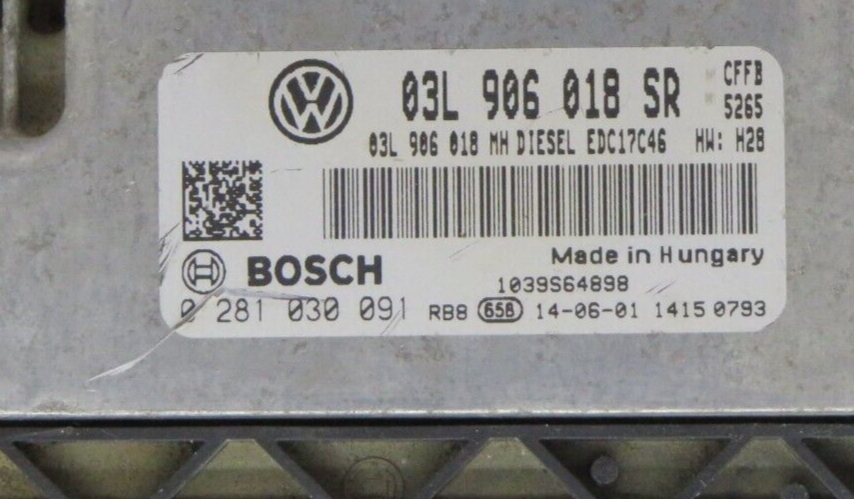 03L 906 018 SR CFFB
5265
03L 906 018 MH DIESEL EDC17C46 HW: H28
Made in Hungary
BOSCH
1039S64898
0 281 030 091 RB8 658 14-06-01 1415 0793